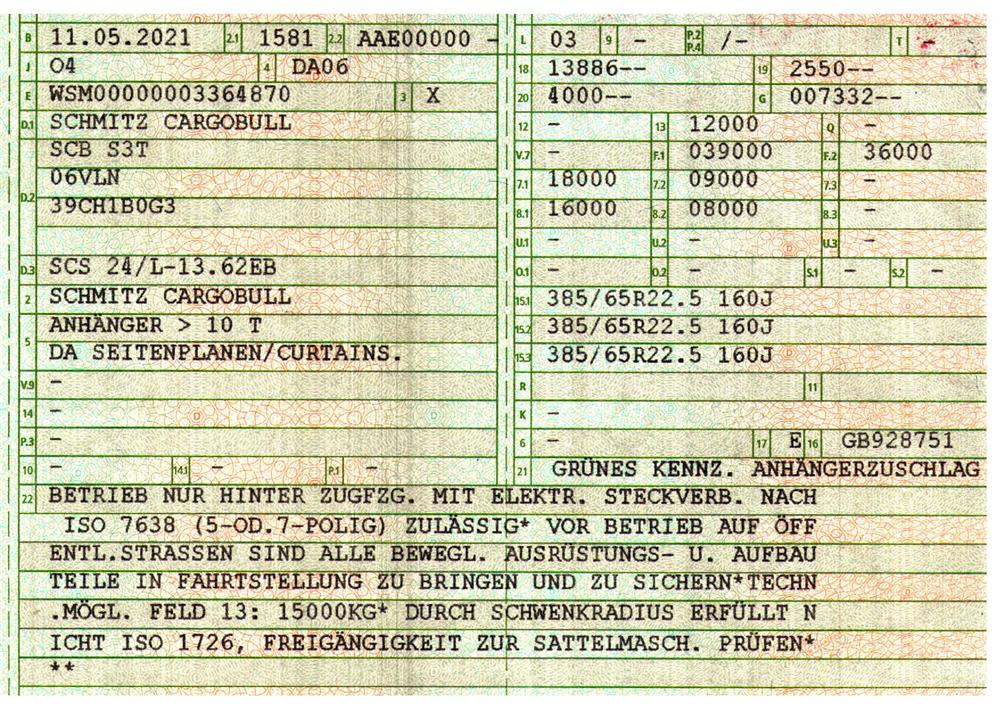 B 11.05.2021 2.1 1581 2.2 AAE00000 -
J O4 4 DA06
E WSM00000003364870 3 X
D.1 SCHMITZ CARGOBULL
SCB S3T
D.2 06VLN
39CH1B0G3
D.3 SCS 24/L-13.62EB
2 SCHMITZ CARGOBULL
5 ANHÄNGER > 10 T
DA SEITENPLANEN/CURTAINS.
V.9 -
14 -
P.3 -
10 - 14.1 - P.1 -
L 03 9 - P.2 P.4 /- T -
18 13886-- 19 2550--
20 4000-- G 007332--
12 - 13 12000 Q -
V.7 - F.1 039000 F.2 36000
7.1 18000 7.2 09000 7.3 -
8.1 16000 8.2 08000 8.3 -
U.1 - U.2 - U.3 -
O.1 - O.2 - S.1 - S.2 -
15.1 385/65R22.5 160J
15.2 385/65R22.5 160J
15.3 385/65R22.5 160J
R 11
K -
6 - 17 E 16 GB928751
21 GRÜNES KENNZ. ANHÄNGERZUSCHLAG
22 BETRIEB NUR HINTER ZUGFZG. MIT ELEKTR. STECKVERB. NACH
ISO 7638 (5-OD.7-POLIG) ZULÄSSIG* VOR BETRIEB AUF ÖFF
ENTL.STRASSEN SIND ALLE BEWEGL. AUSRÜSTUNGS- U. AUFBAU
TEILE IN FAHRTSTELLUNG ZU BRINGEN UND ZU SICHERN*TECHN
.MÖGL. FELD 13: 15000KG* DURCH SCHWENKRADIUS ERFÜLLT N
ICHT ISO 1726, FREIGÄNGIGKEIT ZUR SATTELMASCH. PRÜFEN*
**